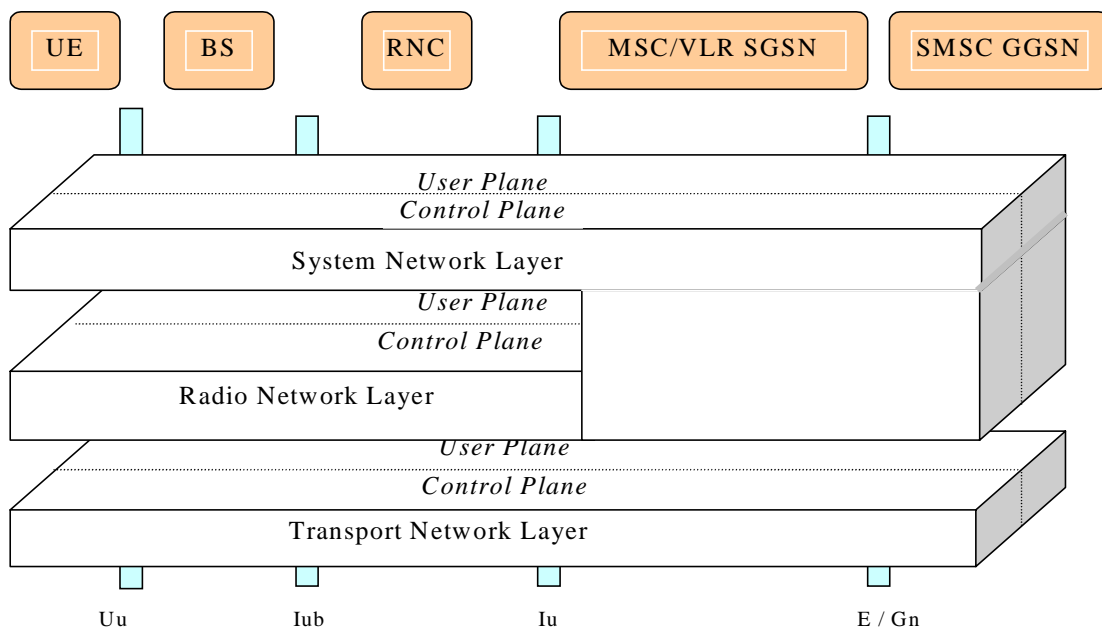 UE
BS
RNC
MSC/VLR SGSN
SMSC GGSN
User Plane
Control Plane
System Network Layer
User Plane
Control Plane
Radio Network Layer
User Plane
Control Plane
Transport Network Layer
Uu
Iub
Iu
E / Gn